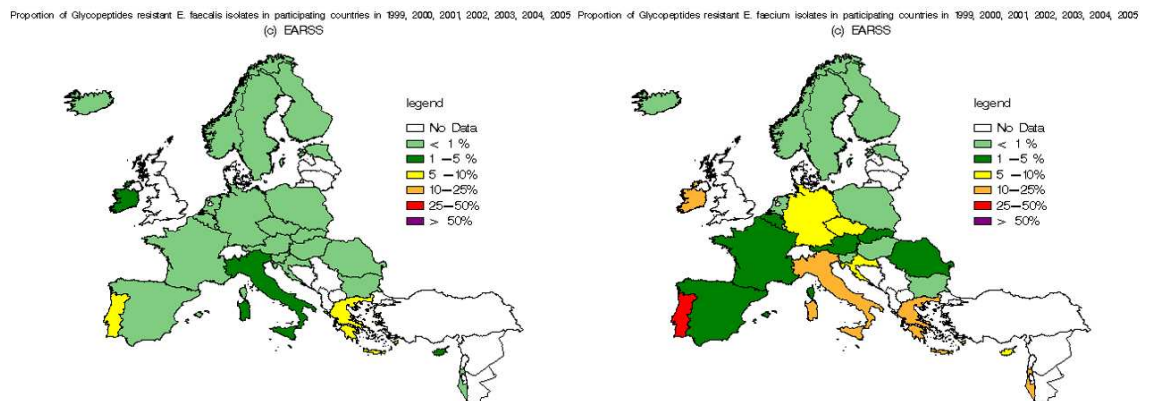 Proportion of Glycopeptides resistant E. faecalis isolates in participating countries in 1999, 2000, 2001, 2002, 2003, 2004, 2005
(c) EARSS
legend
No Data
< 1 %
1 –5 %
5 –10%
10–25%
25–50%
> 50%
Proportion of Glycopeptides resistant E. faecium isolates in participating countries in 1999, 2000, 2001, 2002, 2003, 2004, 2005
(c) EARSS
legend
No Data
< 1 %
1 –5 %
5 –10%
10–25%
25–50%
> 50%